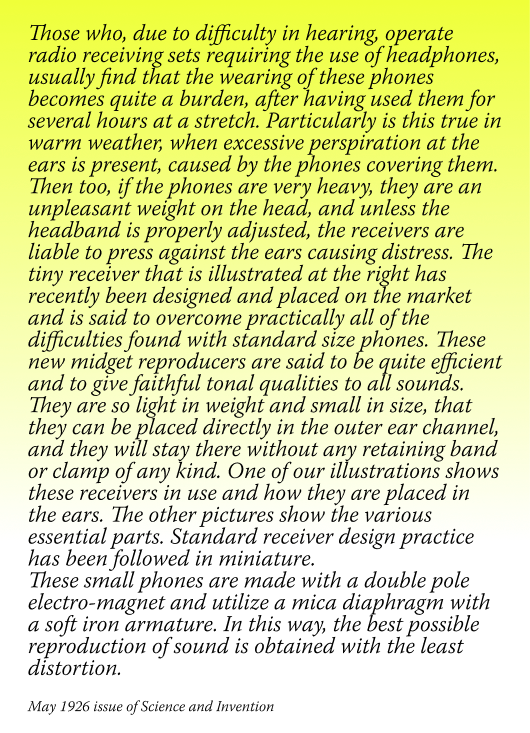 Those who, due to difficulty in hearing, operate
radio receiving sets requiring the use of headphones,
usually find that the wearing of these phones
becomes quite a burden, after having used them for
several hours at a stretch. Particularly is this true in
warm weather, when excessive perspiration at the
ears is present, caused by the phones covering them.
Then too, if the phones are very heavy, they are an
unpleasant weight on the head, and unless the
headband is properly adjusted, the receivers are
liable to press against the ears causing distress. The
tiny receiver that is illustrated at the right has
recently been designed and placed on the market
and is said to overcome practically all of the
difficulties found with standard size phones. These
new midget reproducers are said to be quite efficient
and to give faithful tonal qualities to all sounds.
They are so light in weight and small in size, that
they can be placed directly in the outer ear channel,
and they will stay there without any retaining band
or clamp of any kind. One of our illustrations shows
these receivers in use and how they are placed in
the ears. The other pictures show the various
essential parts. Standard receiver design practice
has been followed in miniature.
These small phones are made with a double pole
electro-magnet and utilize a mica diaphragm with
a soft iron armature. In this way, the best possible
reproduction of sound is obtained with the least
distortion.
May 1926 issue of Science and Invention